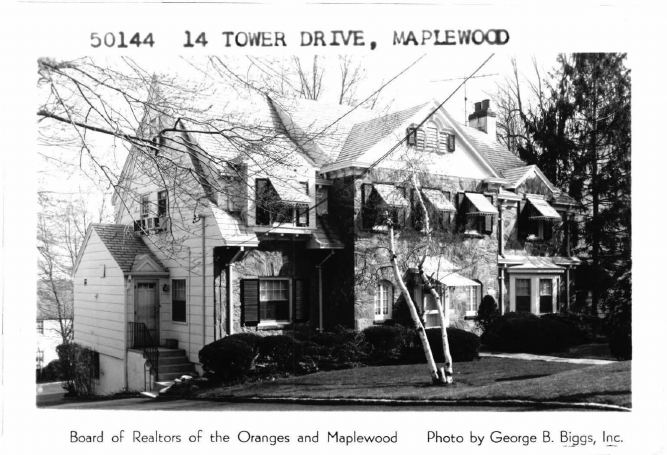 50144 14 TOWER DRIVE, MAPLEWOOD
Board of Realtors of the Oranges and Maplewood Photo by George B. Biggs, Inc.